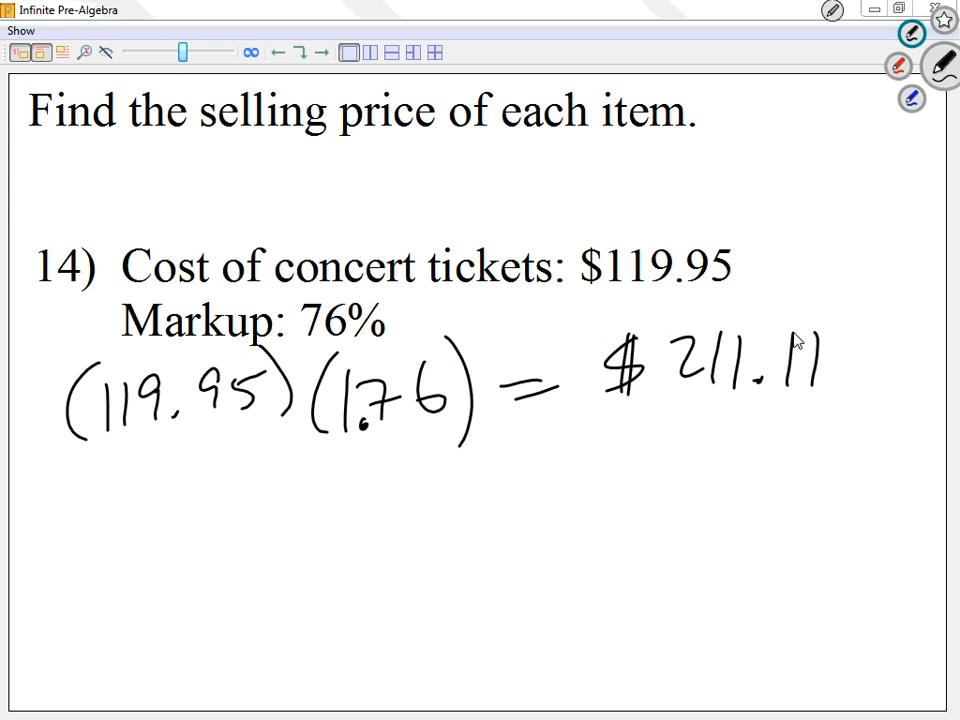 Infinite Pre-Algebra
Show
Find the selling price of each item.
14) Cost of concert tickets: $119.95
Markup: 76%
(119.95)(1.76) = $211.11